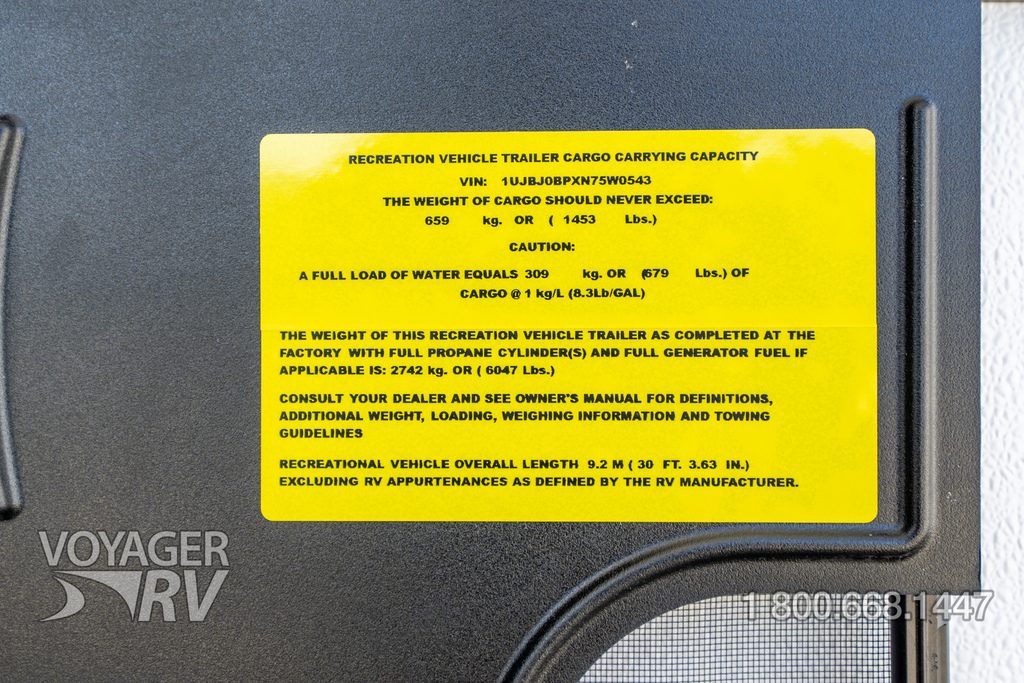 RECREATION VEHICLE TRAILER CARGO CARRYING CAPACITY
VIN: 1UJBJ0BPXN75W0543
THE WEIGHT OF CARGO SHOULD NEVER EXCEED:
659 kg. OR ( 1453 Lbs.)
CAUTION:
A FULL LOAD OF WATER EQUALS 309 kg. OR (679 Lbs.) OF
CARGO @ 1 kg/L (8.3Lb/GAL)
THE WEIGHT OF THIS RECREATION VEHICLE TRAILER AS COMPLETED AT THE
FACTORY WITH FULL PROPANE CYLINDER(S) AND FULL GENERATOR FUEL IF
APPLICABLE IS: 2742 kg. OR ( 6047 Lbs.)
CONSULT YOUR DEALER AND SEE OWNER'S MANUAL FOR DEFINITIONS,
ADDITIONAL WEIGHT, LOADING, WEIGHING INFORMATION AND TOWING
GUIDELINES
RECREATIONAL VEHICLE OVERALL LENGTH 9.2 M ( 30 FT. 3.63 IN.)
EXCLUDING RV APPURTENANCES AS DEFINED BY THE RV MANUFACTURER.
VOYAGER
RV
1 800.668.1447